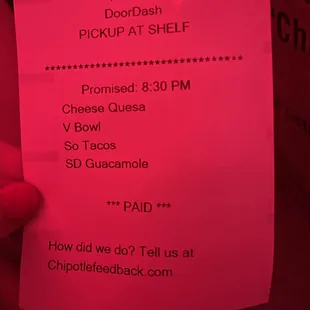 DoorDash
PICKUP AT SHELF
************************************
Promised: 8:30 PM
Cheese Quesa
V Bowl
So Tacos
SD Guacamole
*** PAID ***
How did we do? Tell us at
Chipotlefeedback.com
"Ch